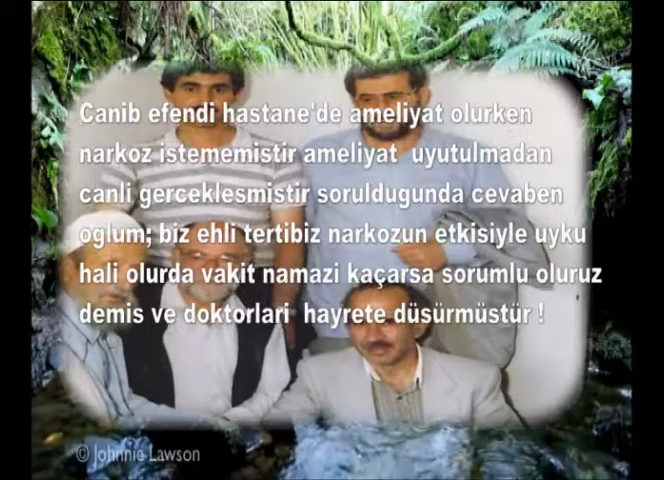 Canib efendi hastane'de ameliyat olurken
narkoz istememistir ameliyat uyutulmadan
canli gerceklesmistir soruldugunda cevaben
oglum; biz ehli tertibiz narkozun etkisiyle uyku
hali olurda vakit namazi kaçarsa sorumlu oluruz
demis ve doktorlari hayrete düsürmüstür !
© Johnnie Lawson